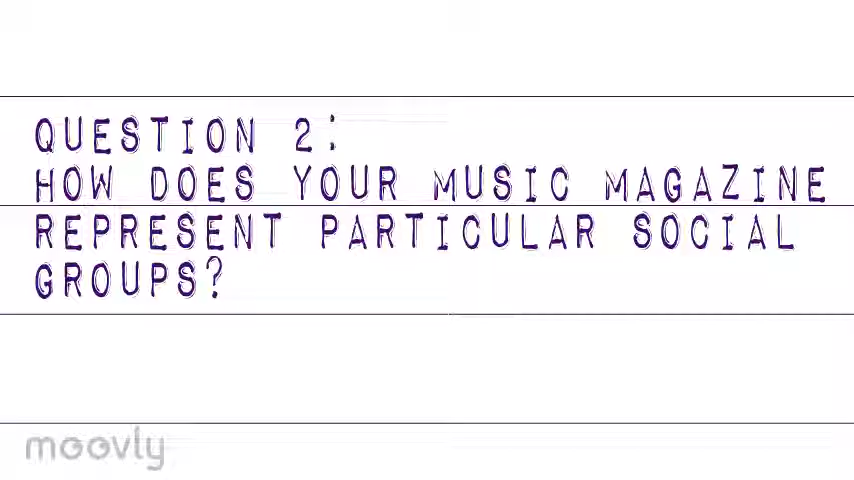 QUESTION 2:
HOW DOES YOUR MUSIC MAGAZINE
REPRESENT PARTICULAR SOCIAL
GROUPS?
moovly